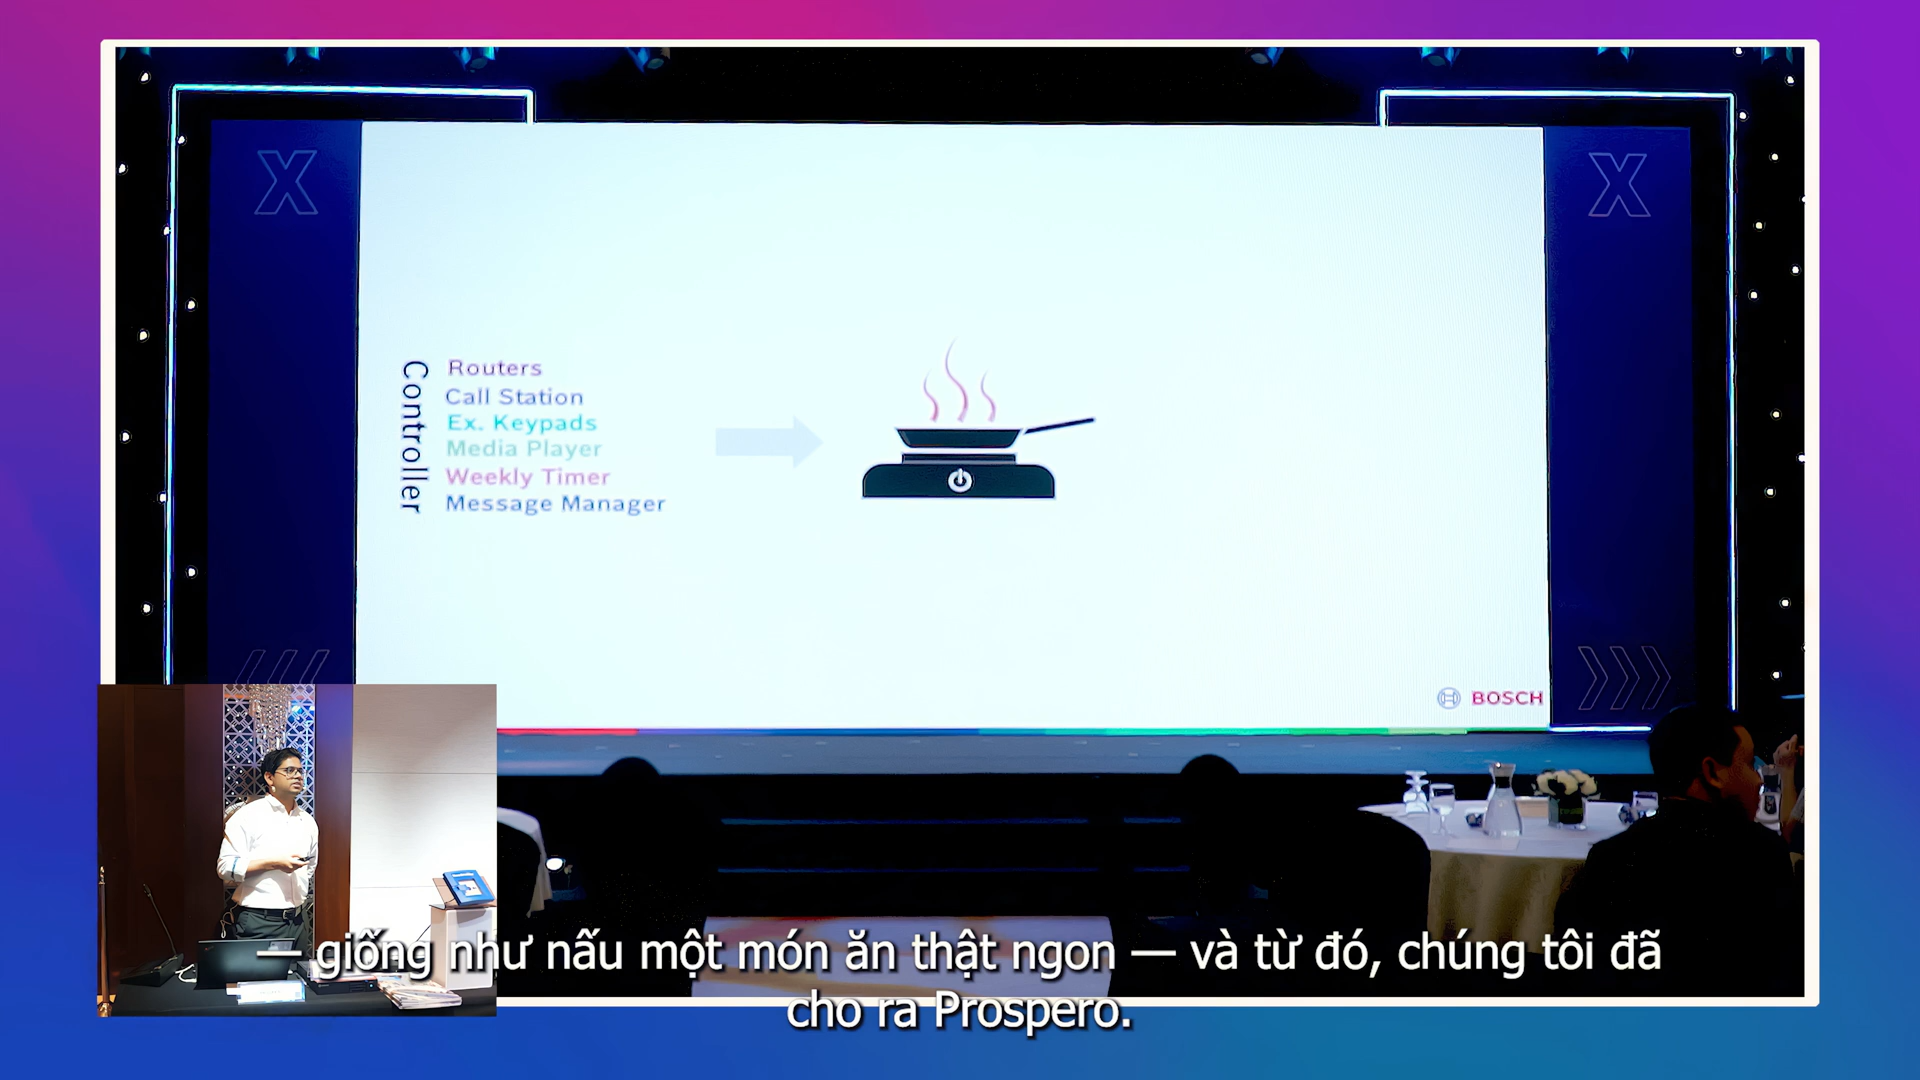 X
X
Controller
Routers
Call Station
Ex. Keypads
Media Player
Weekly Timer
Message Manager
BOSCH
— giống như nấu một món ăn thật ngon — và từ đó, chúng tôi đã
cho ra Prospero.